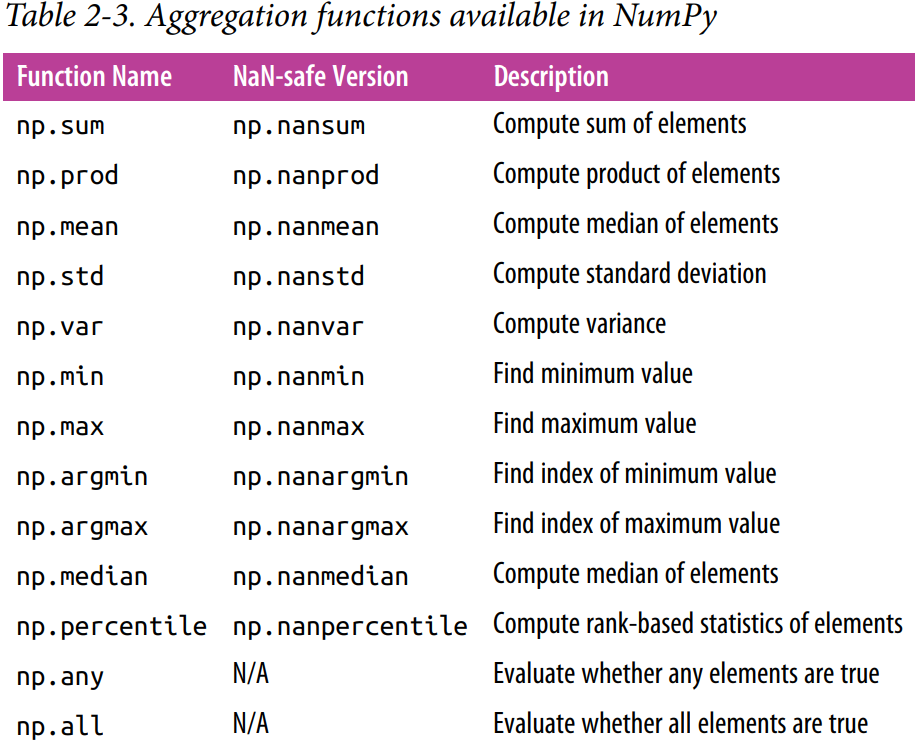 Table 2-3. Aggregation functions available in NumPy
Function Name NaN-safe Version Description
np.sum np.nansum Compute sum of elements
np.prod np.nanprod Compute product of elements
np.mean np.nanmean Compute median of elements
np.std np.nanstd Compute standard deviation
np.var np.nanvar Compute variance
np.min np.nanmin Find minimum value
np.max np.nanmax Find maximum value
np.argmin np.nanargmin Find index of minimum value
np.argmax np.nanargmax Find index of maximum value
np.median np.nanmedian Compute median of elements
np.percentile np.nanpercentile Compute rank-based statistics of elements
np.any N/A Evaluate whether any elements are true
np.all N/A Evaluate whether all elements are true